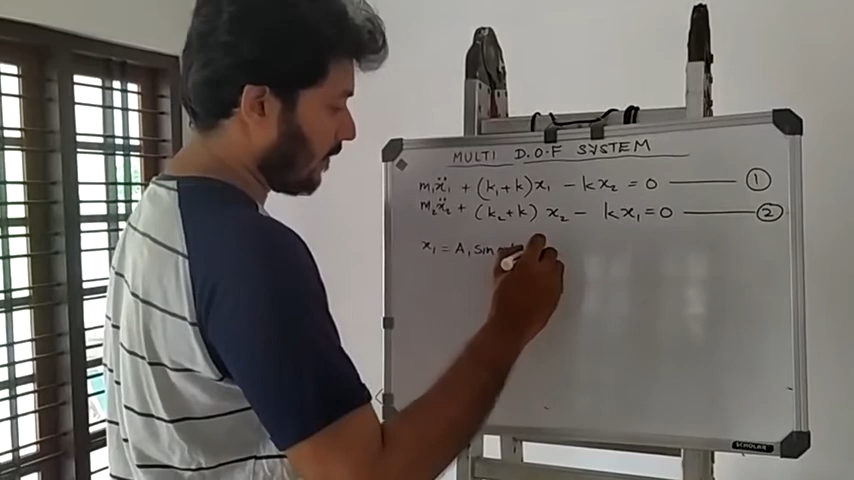 MULTI D.O.F SYSTEM
m₁ẍ₁ + (k₁+k)x₁ - kx₂ = 0 ——— ①
m₂ẍ₂ + (k₂+k)x₂ - kx₁ = 0 ——— ②
x₁ = A₁ Sin
SCHOLAR